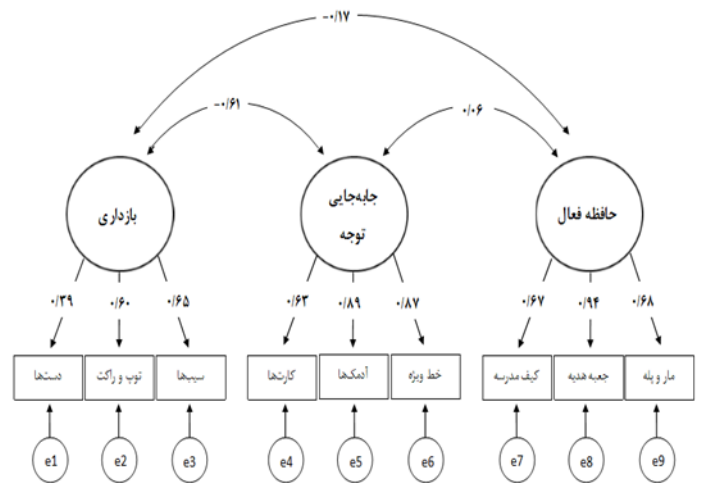 -۰/۱۷
-۰/۶۱
۰/۰۶
بازداری
جابه‌جایی
توجه
حافظه فعال
۰/۳۹
۰/۶۰
۰/۶۵
۰/۶۳
۰/۸۹
۰/۸۷
۰/۶۷
۰/۹۴
۰/۶۸
دست‌ها
توپ و راکت
سیب‌ها
کارت‌ها
آدمک‌ها
خط ویژه
کیف مدرسه
جعبه هدیه
مار و پله
e1
e2
e3
e4
e5
e6
e7
e8
e9